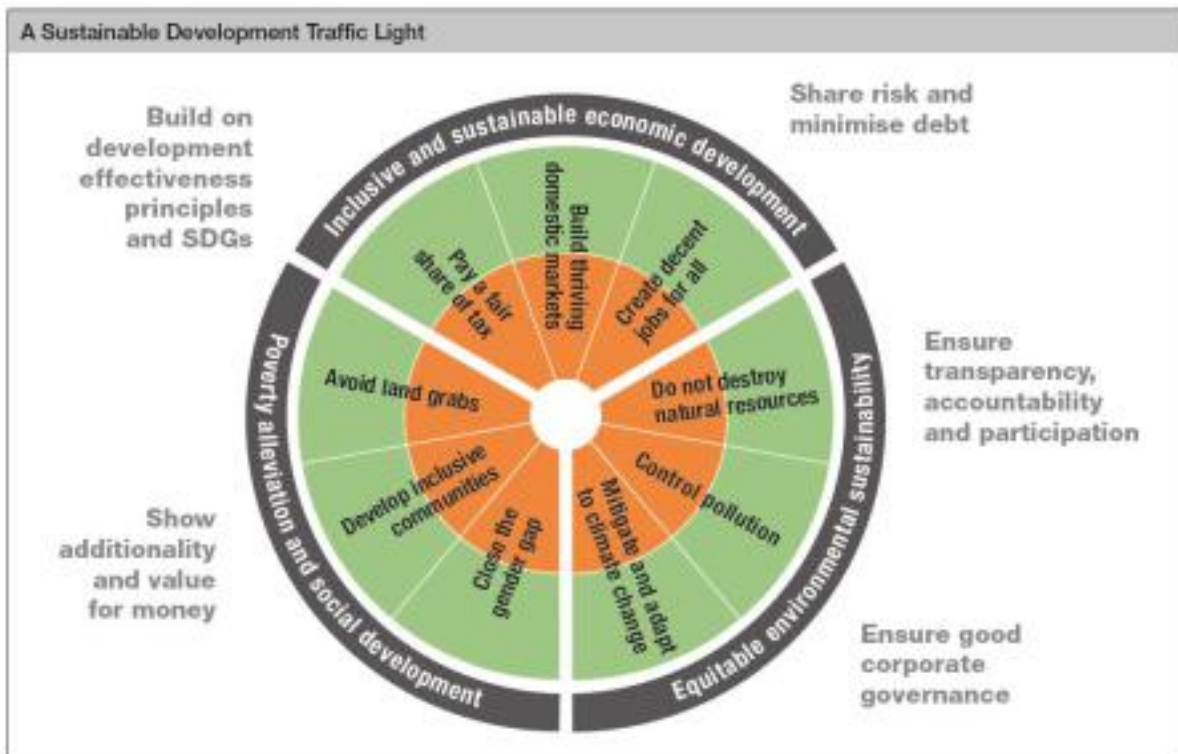 A Sustainable Development Traffic Light
Build on
development
effectiveness
principles
and SDGs
Share risk and
minimise debt
Inclusive and sustainable economic development
Pay a fair
share of tax
Build thriving
domestic markets
Create decent
jobs for all
Poverty alleviation and social development
Avoid land grabs
Develop inclusive
communities
Close the
gender gap
Equitable environmental sustainability
Do not destroy
natural resources
Control pollution
Mitigate and adapt
to climate change
Ensure
transparency,
accountability
and participation
Show
additionality
and value
for money
Ensure good
corporate
governance